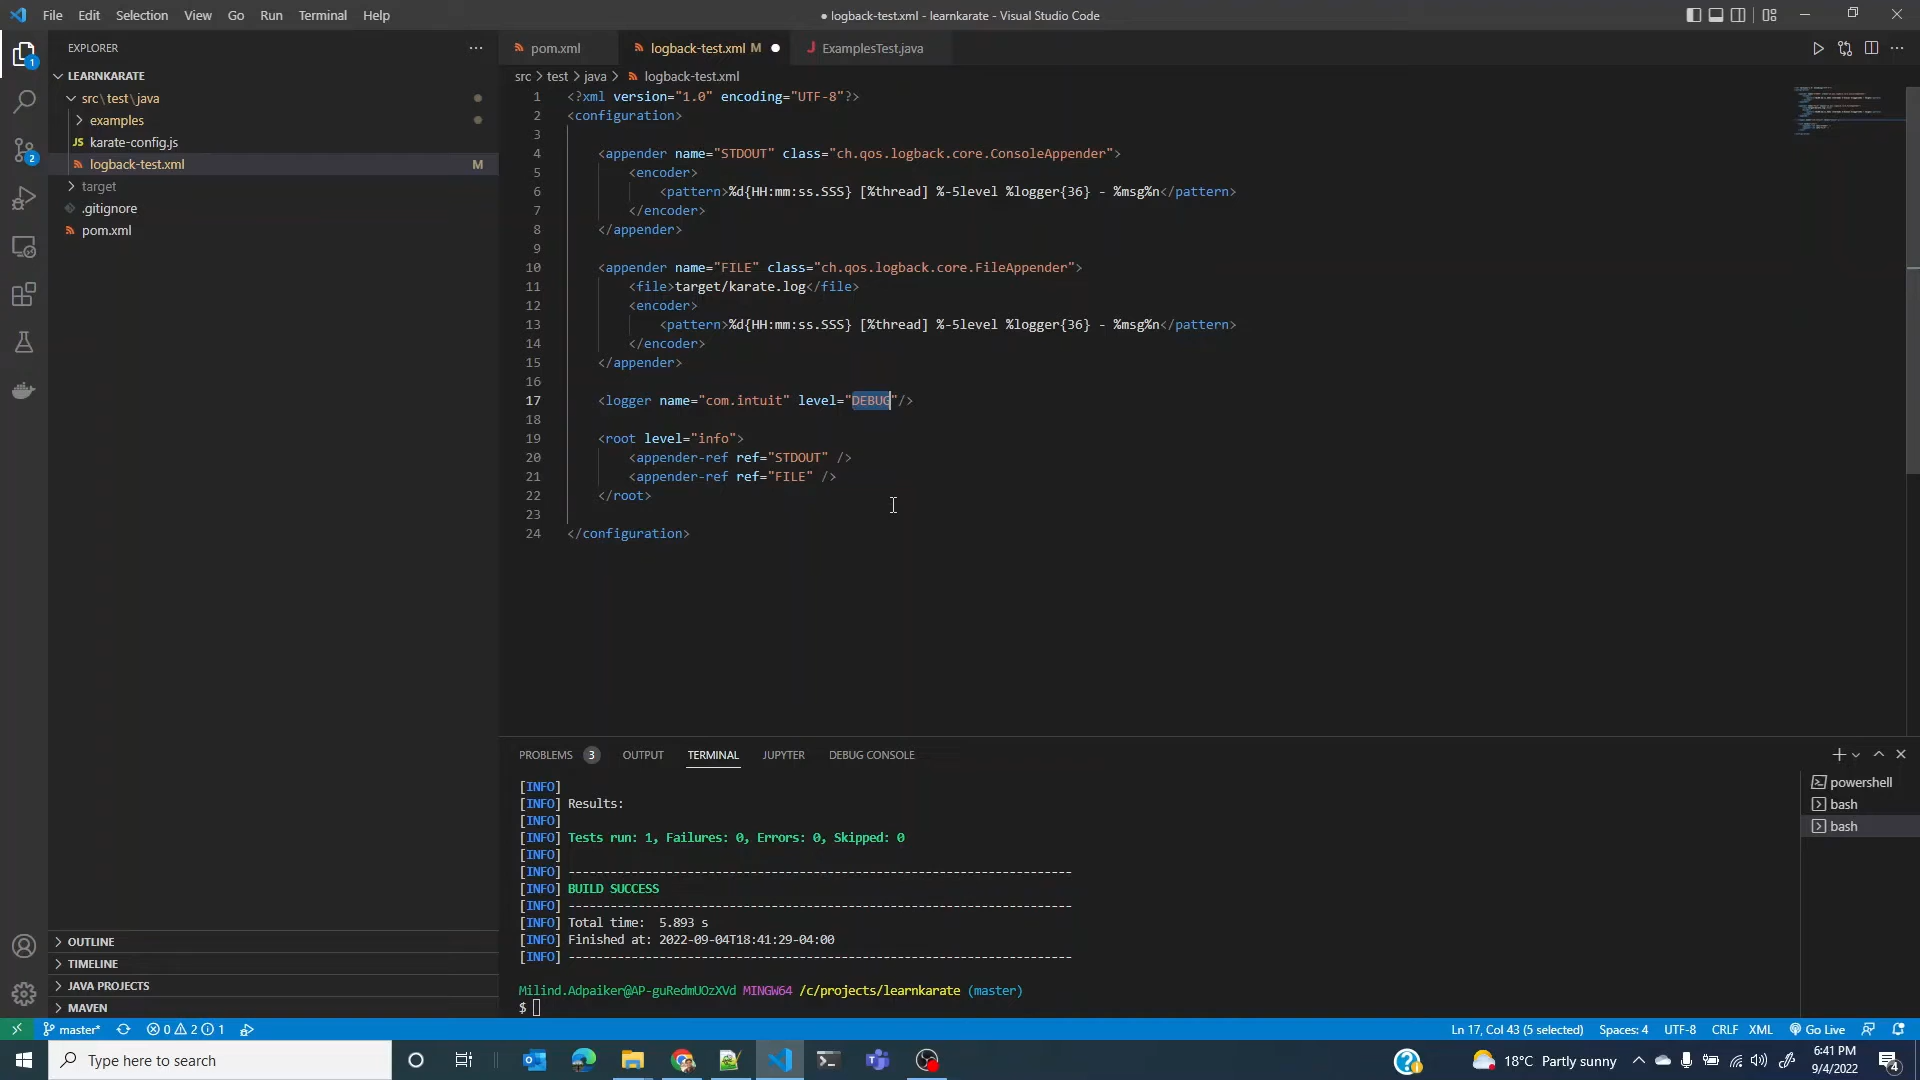 File Edit Selection View Go Run Terminal Help
● logback-test.xml - learnkarate - Visual Studio Code
EXPLORER
LEARNKARATE
src\test\java
examples
JS karate-config.js
logback-test.xml M
target
.gitignore
pom.xml
OUTLINE
TIMELINE
JAVA PROJECTS
MAVEN
1
2
pom.xml
logback-test.xml M
J ExamplesTest.java
src > test > java > logback-test.xml
1 <?xml version="1.0" encoding="UTF-8"?>
2 <configuration>
3
4 <appender name="STDOUT" class="ch.qos.logback.core.ConsoleAppender">
5 <encoder>
6 <pattern>%d{HH:mm:ss.SSS} [%thread] %-5level %logger{36} - %msg%n</pattern>
7 </encoder>
8 </appender>
9
10 <appender name="FILE" class="ch.qos.logback.core.FileAppender">
11 <file>target/karate.log</file>
12 <encoder>
13 <pattern>%d{HH:mm:ss.SSS} [%thread] %-5level %logger{36} - %msg%n</pattern>
14 </encoder>
15 </appender>
16
17 <logger name="com.intuit" level="DEBUG"/>
18
19 <root level="info">
20 <appender-ref ref="STDOUT" />
21 <appender-ref ref="FILE" />
22 </root>
23
24 </configuration>
PROBLEMS 3 OUTPUT TERMINAL JUPYTER DEBUG CONSOLE
[INFO]
[INFO] Results:
[INFO]
[INFO] Tests run: 1, Failures: 0, Errors: 0, Skipped: 0
[INFO]
[INFO] ------------------------------------------------------------------------
[INFO] BUILD SUCCESS
[INFO] ------------------------------------------------------------------------
[INFO] Total time:  5.893 s
[INFO] Finished at: 2022-09-04T18:41:29-04:00
[INFO] ------------------------------------------------------------------------
Milind.Adpaiker@AP-guRedmUOzXVd MINGW64 /c/projects/learnkarate (master)
$
powershell
bash
bash
master* 0 2 1
Ln 17, Col 43 (5 selected) Spaces: 4 UTF-8 CRLF XML Go Live
Type here to search
18°C Partly sunny
6:41 PM
9/4/2022
4